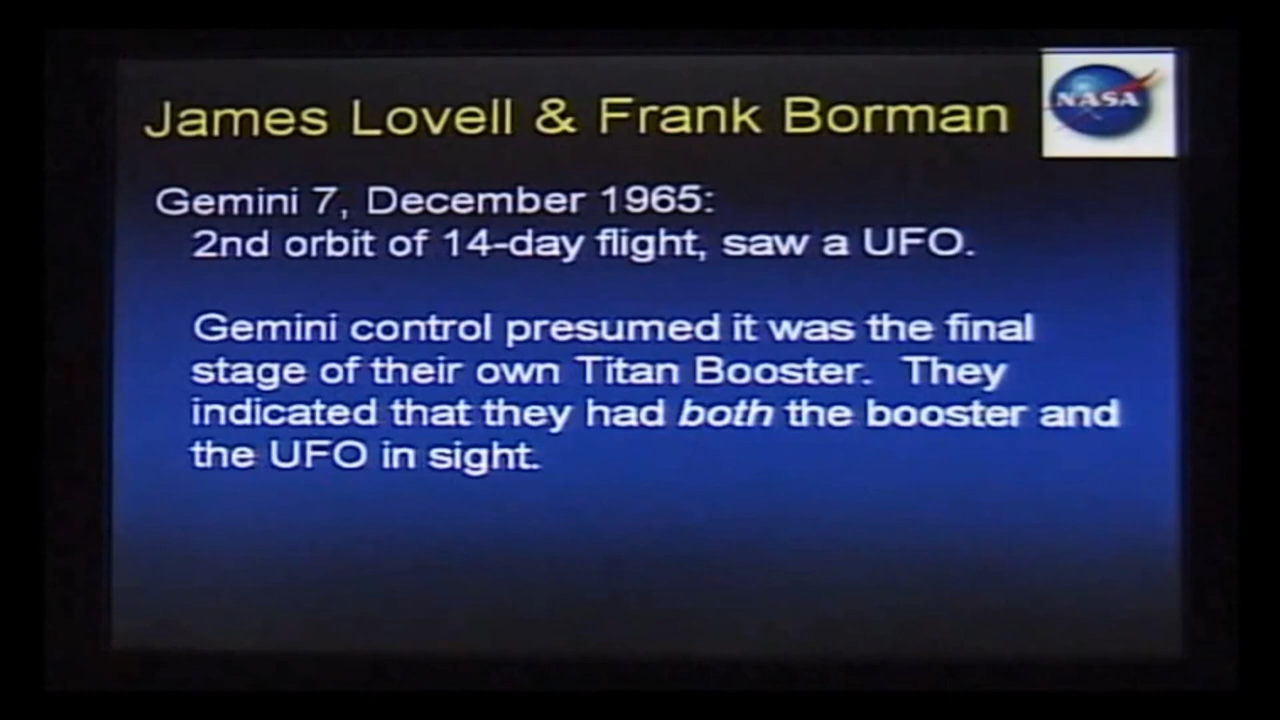 James Lovell & Frank Borman
NASA
Gemini 7, December 1965:
2nd orbit of 14-day flight, saw a UFO.
Gemini control presumed it was the final
stage of their own Titan Booster. They
indicated that they had both the booster and
the UFO in sight.